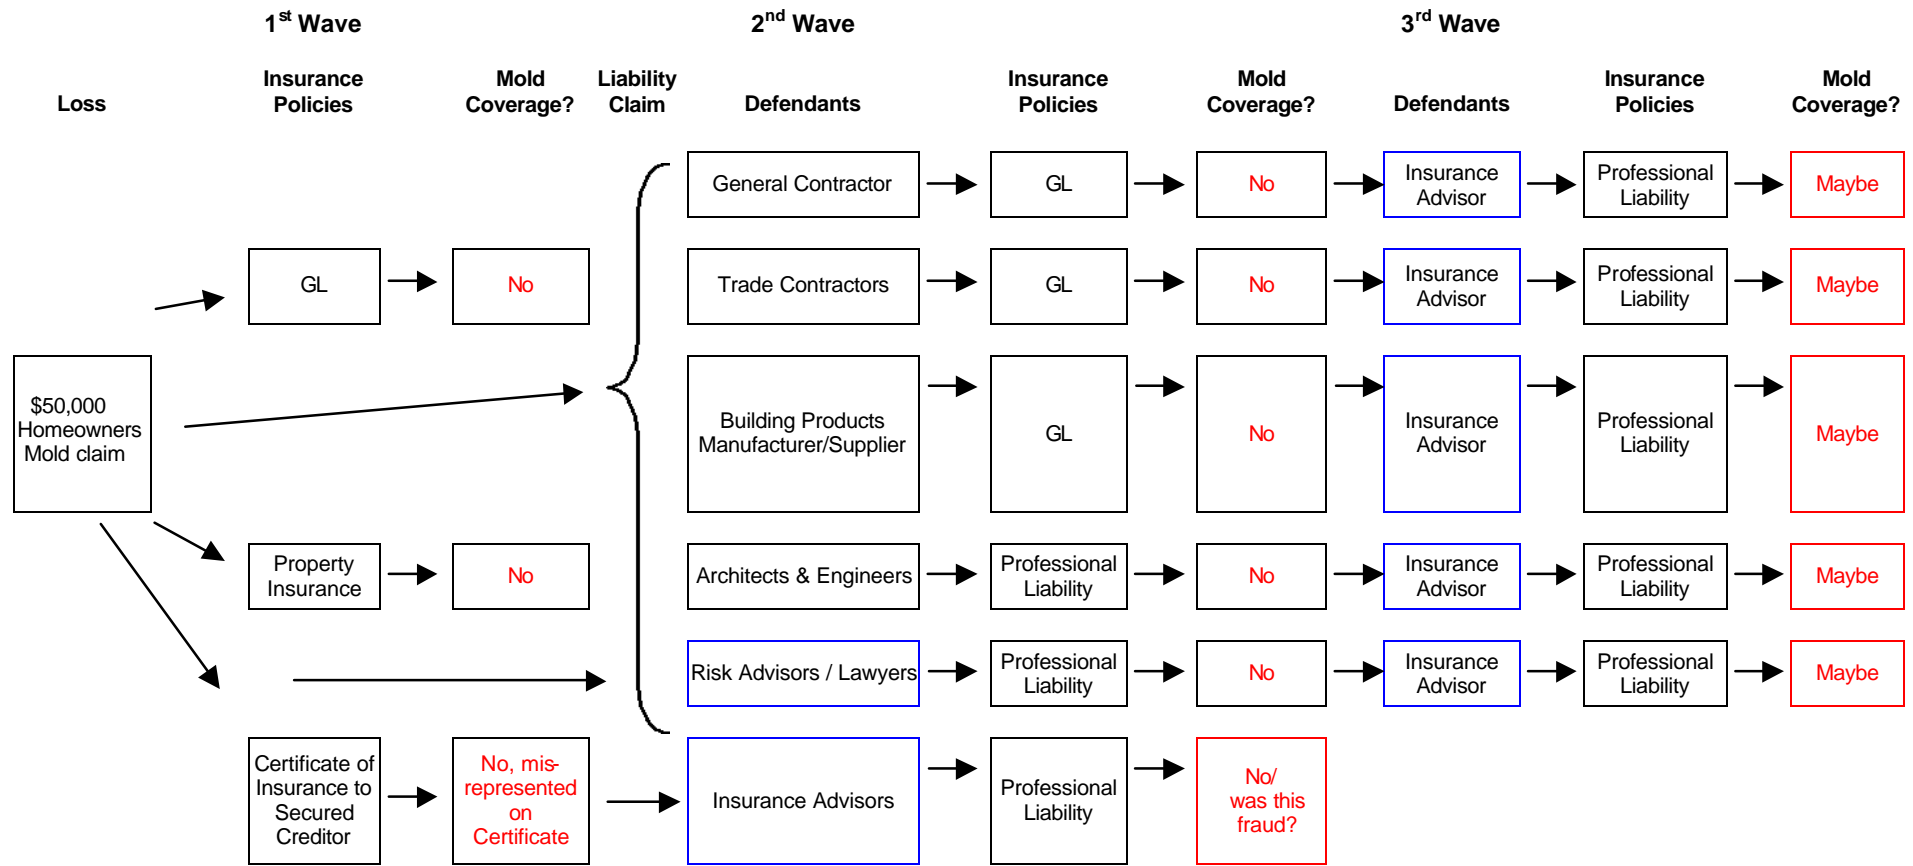 1st Wave
2nd Wave
3rd Wave
Loss
Insurance
Policies
Mold
Coverage?
Liability
Claim
Defendants
Insurance
Policies
Mold
Coverage?
Defendants
Insurance
Policies
Mold
Coverage?
General Contractor
GL
No
Insurance
Advisor
Professional
Liability
Maybe
GL
No
Trade Contractors
GL
No
Insurance
Advisor
Professional
Liability
Maybe
$50,000
Homeowners
Mold claim
Building Products
Manufacturer/Supplier
GL
No
Insurance
Advisor
Professional
Liability
Maybe
Property
Insurance
No
Architects & Engineers
Professional
Liability
No
Insurance
Advisor
Professional
Liability
Maybe
Risk Advisors / Lawyers
Professional
Liability
No
Insurance
Advisor
Professional
Liability
Maybe
Certificate of
Insurance to
Secured
Creditor
No, mis-
represented
on
Certificate
Insurance Advisors
Professional
Liability
No/
was this
fraud?